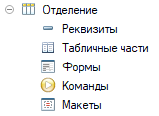 Отделение
Реквизиты
Табличные части
Формы
Команды
Макеты